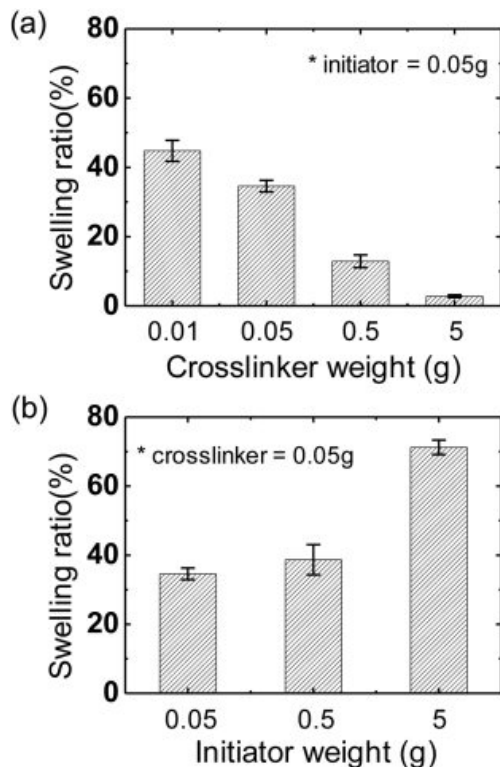 (a)
80
60
40
20
0
Swelling ratio(%)
* initiator = 0.05g
0.01 0.05 0.5 5
Crosslinker weight (g)
(b)
80
60
40
20
0
Swelling ratio(%)
* crosslinker = 0.05g
0.05 0.5 5
Initiator weight (g)